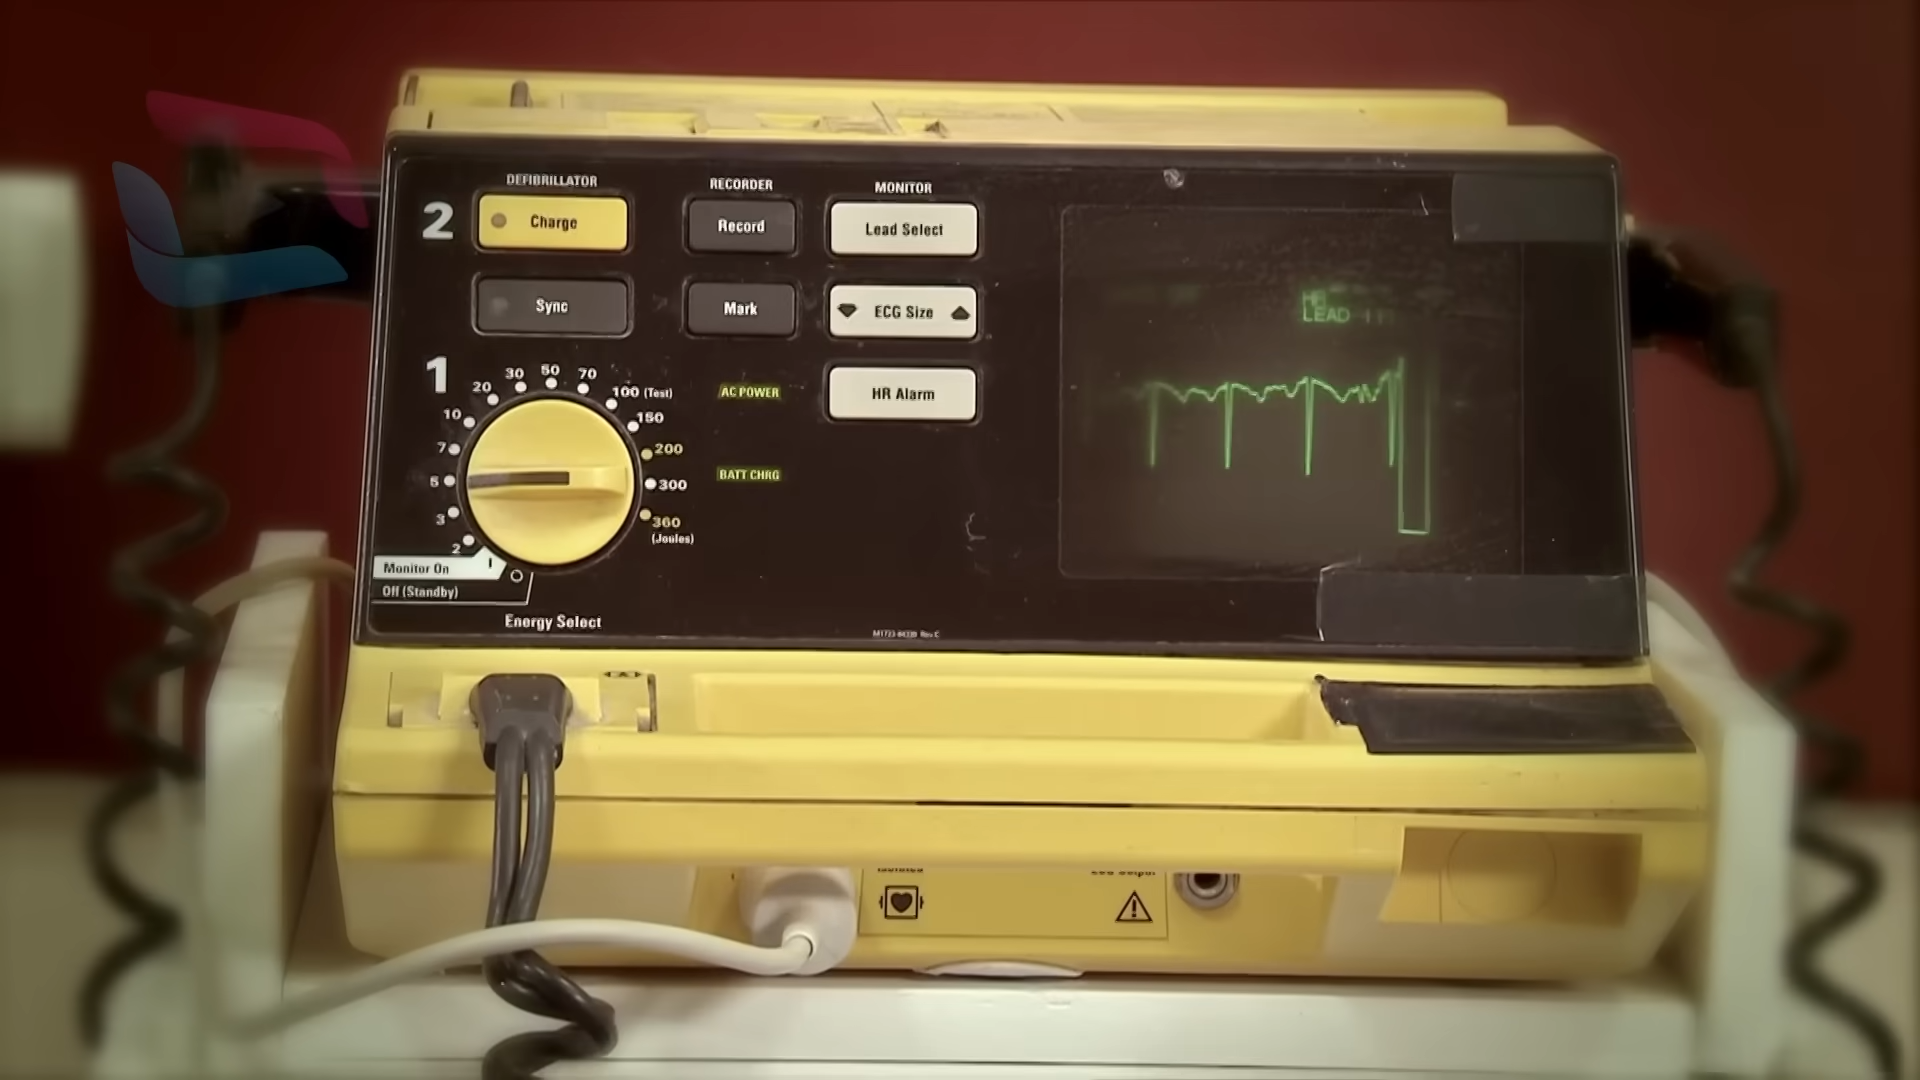 DEFIBRILLATOR
RECORDER
MONITOR
2
Charge
Record
Lead Select
Sync
Mark
ECG Size
HR Alarm
1
2
3
5
7
10
20
30
50
70
100 (Test)
150
200
300
360
(Joules)
AC POWER
BATT CHRG
Monitor On
Off (Standby)
Energy Select
HR
LEAD